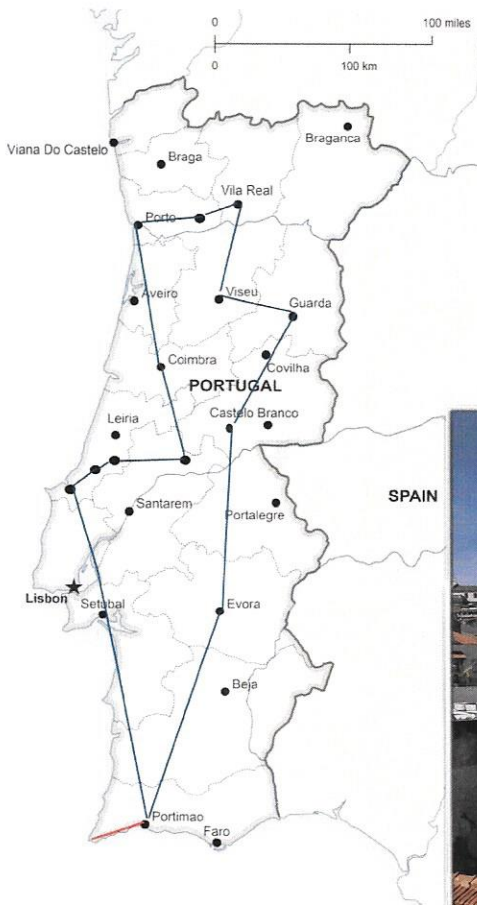 0 100 miles
0 100 km
Viana Do Castelo
Braga
Braganca
Vila Real
Porto
Aveiro
Viseu
Guarda
Coimbra
Covilha
PORTUGAL
Leiria
Castelo Branco
SPAIN
Santarem
Portalegre
Lisbon
Setubal
Evora
Beja
Portimao
Faro